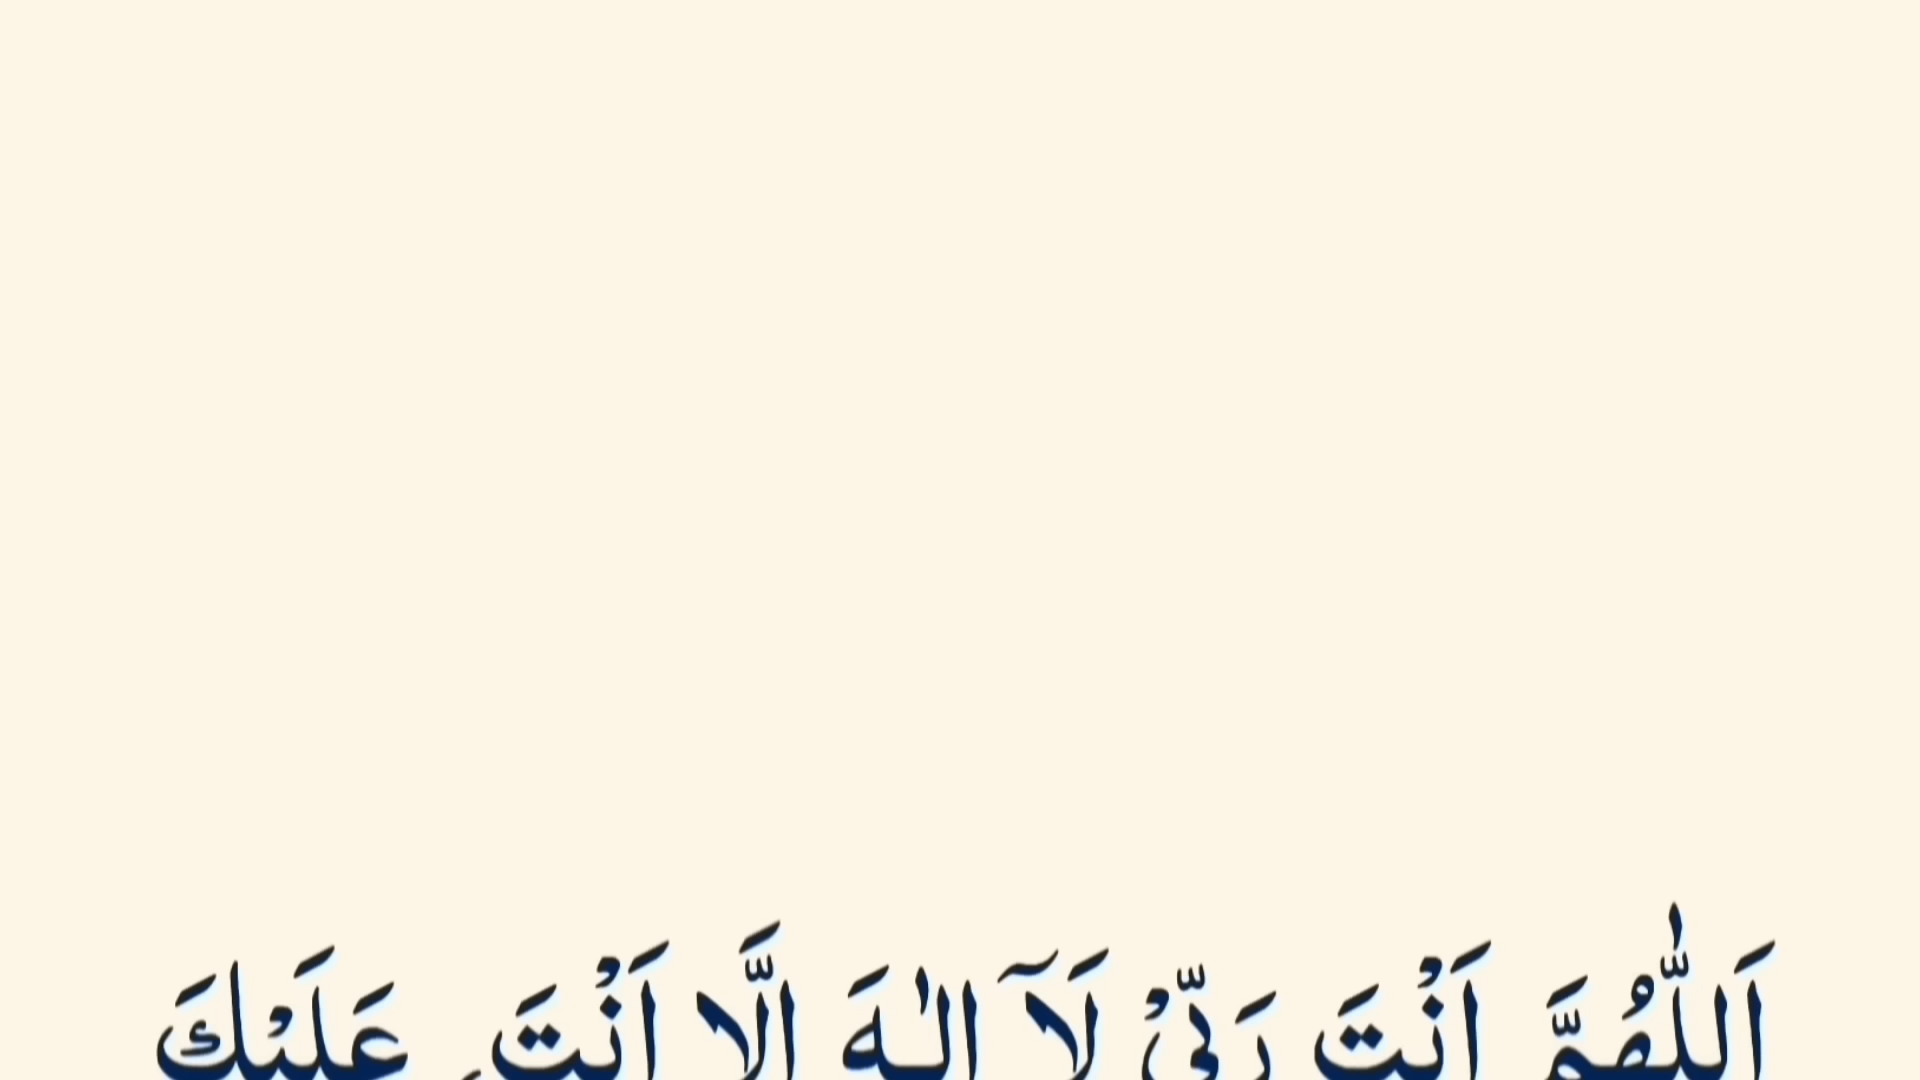 اَللّٰهُمَّ اَنْتَ رَبِّيْ لَآ اِلٰهَ اِلَّا اَنْتَ، عَلَيْكَ